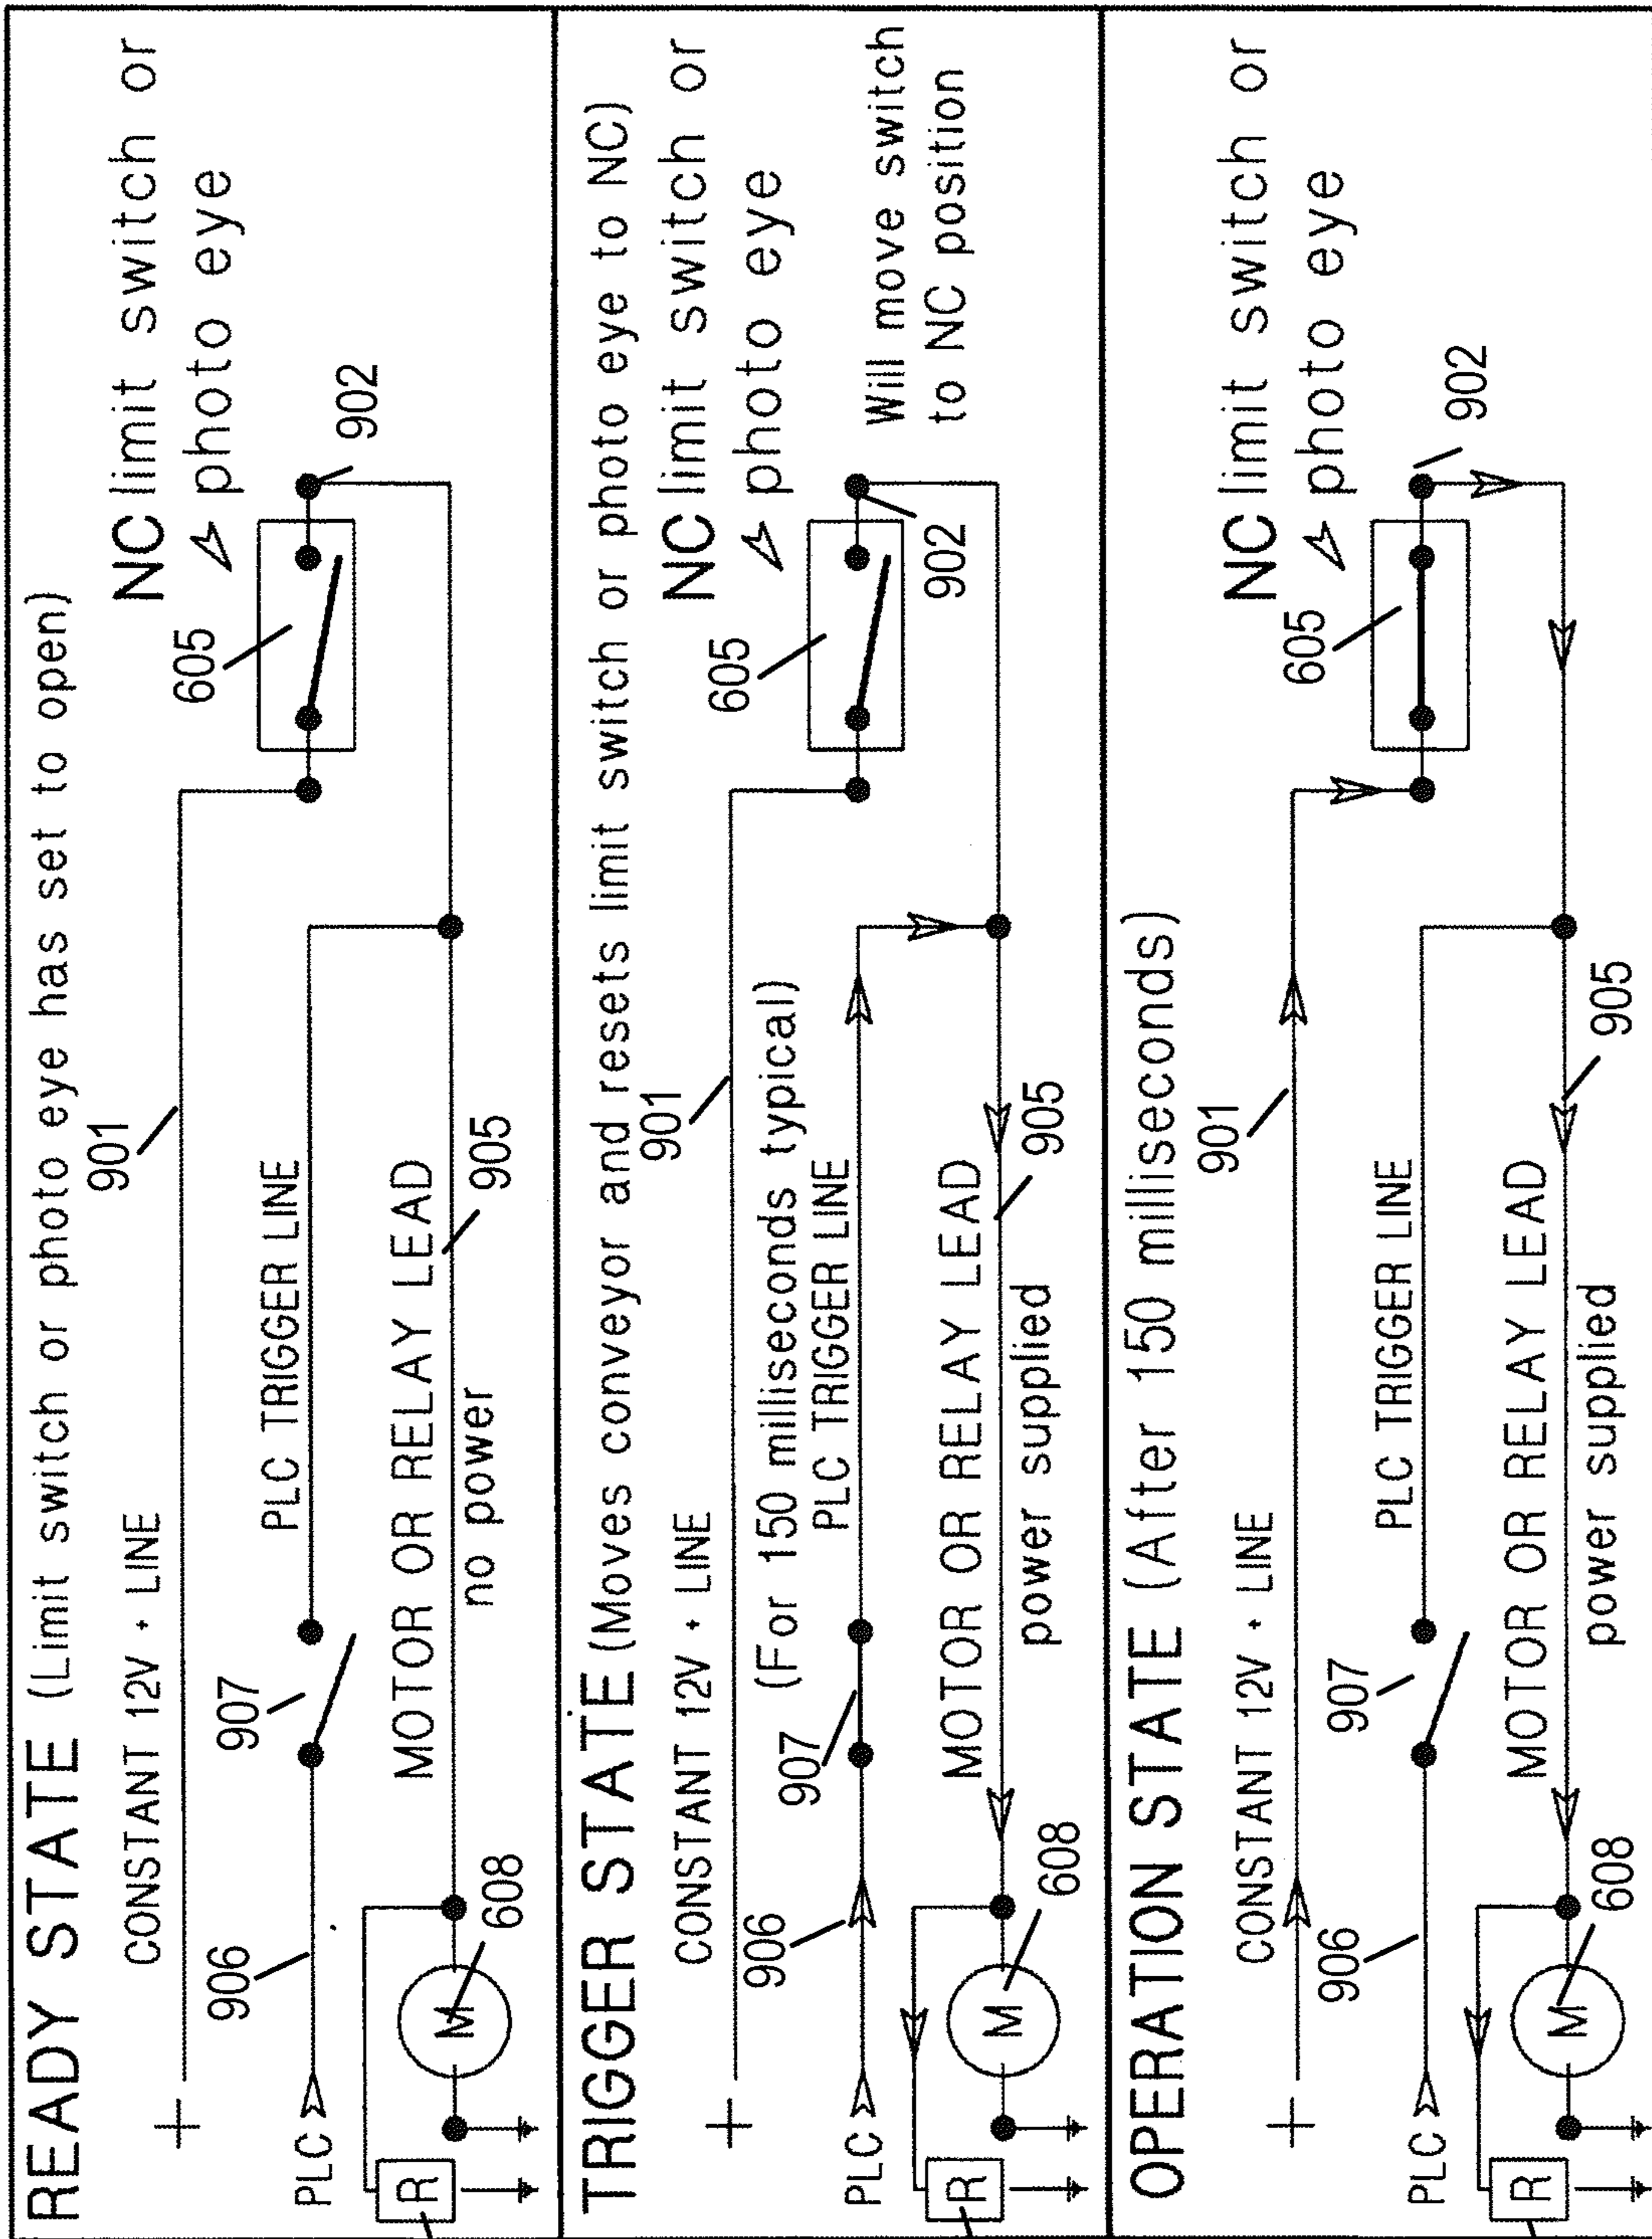 READY STATE (Limit switch or photo eye has set to open)
901
NC limit switch or
photo eye
CONSTANT 12V + LINE
605
907
PLC TRIGGER LINE
906
902
PLC
MOTOR OR RELAY LEAD
905
no power
R
M
608
TRIGGER STATE (Moves conveyor and resets limit switch or photo eye to NC)
901
NC limit switch or
photo eye
CONSTANT 12V + LINE
605
(For 150 milliseconds typical)
907
PLC TRIGGER LINE
906
Will move switch
to NC position
902
PLC
MOTOR OR RELAY LEAD
905
power supplied
R
M
608
OPERATION STATE (After 150 milliseconds)
901
NC limit switch or
photo eye
CONSTANT 12V + LINE
605
907
PLC TRIGGER LINE
906
902
PLC
MOTOR OR RELAY LEAD
905
power supplied
R
M
608